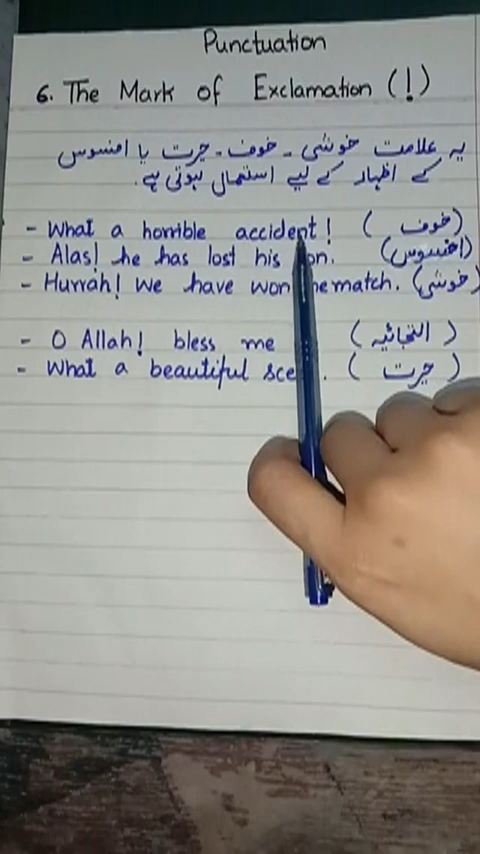 Punctuation
6. The Mark of Exclamation (!)
یہ علامت خوشی - خوف - حیرت یا افسوس
کے اظہار کے لیے استعمال ہوتی ہے.
- What a horrible accident! (خوف)
- Alas! he has lost his on. (افسوس)
- Hurrah! We have won he match. (خوشی)
- O Allah! bless me (التجائیہ)
- What a beautiful . (حیرت)